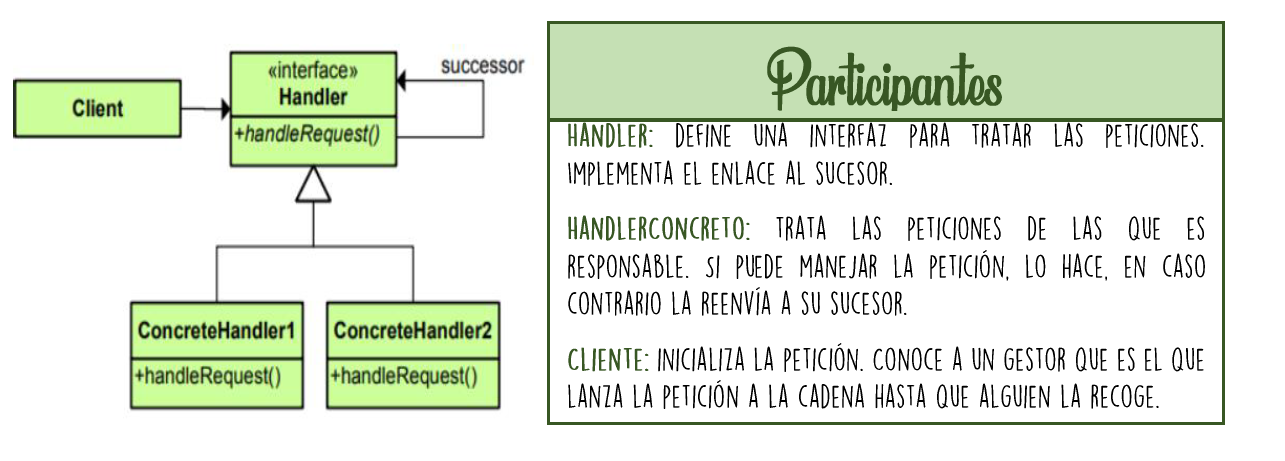 Client
«interface»
Handler
+handleRequest()
successor
ConcreteHandler1
+handleRequest()
ConcreteHandler2
+handleRequest()
Participantes
HANDLER: DEFINE UNA INTERFAZ PARA TRATAR LAS PETICIONES.
IMPLEMENTA EL ENLACE AL SUCESOR.
HANDLERCONCRETO: TRATA LAS PETICIONES DE LAS QUE ES
RESPONSABLE. SI PUEDE MANEJAR LA PETICIÓN, LO HACE, EN CASO
CONTRARIO LA REENVÍA A SU SUCESOR.
CLIENTE: INICIALIZA LA PETICIÓN. CONOCE A UN GESTOR QUE ES EL QUE
LANZA LA PETICIÓN A LA CADENA HASTA QUE ALGUIEN LA RECOGE.